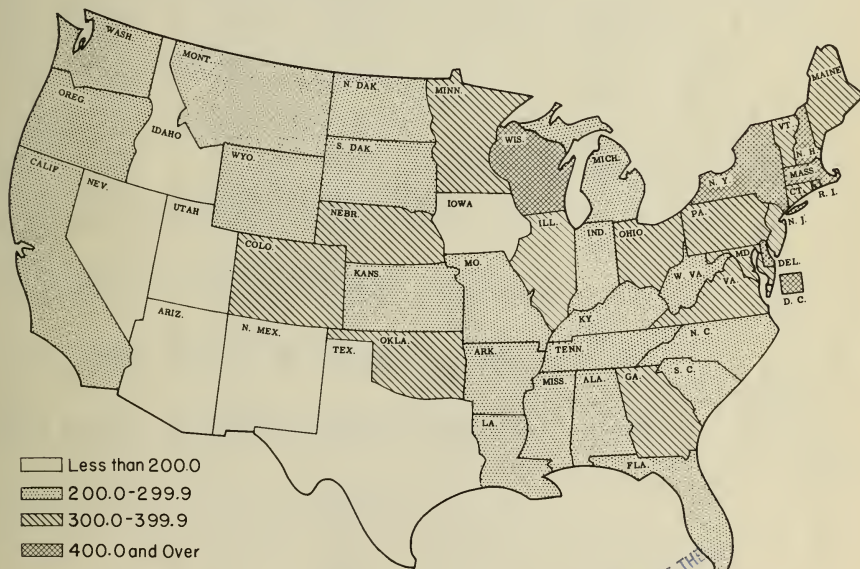 WASH.
MONT.
N. DAK.
MINN.
MAINE
OREG.
IDAHO
S. DAK.
WIS.
MICH.
VT.
N. H.
WYO.
N. Y.
MASS.
CT.
R. I.
CALIF
NEV.
UTAH
NEBR.
IOWA
PA.
N. J.
COLO.
ILL.
IND.
OHIO
MD.
DEL.
KANS.
MO.
W. VA.
VA.
D. C.
KY.
ARIZ.
N. MEX.
TEX.
OKLA.
ARK.
TENN.
N. C.
S. C.
MISS.
ALA.
GA.
LA.
FLA.
Less than 200.0
200.0-299.9
300.0-399.9
400.0 and Over
THE